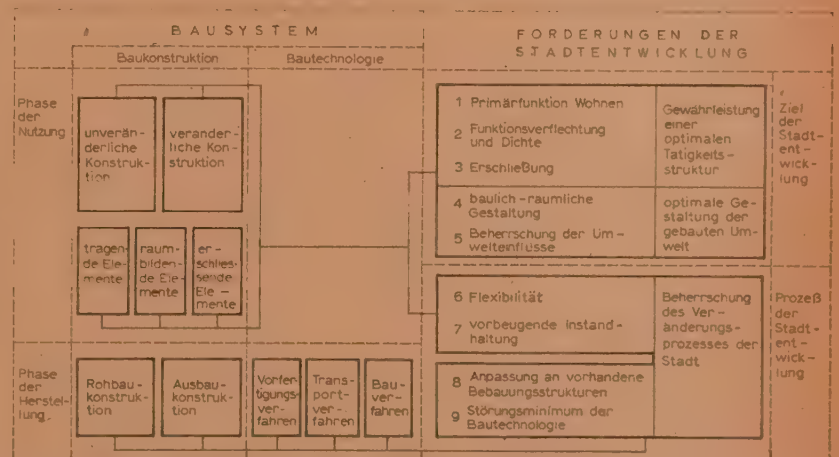 BAUSYSTEM
Baukonstruktion
Bautechnologie
FORDERUNGEN DER
STADTENTWICKLUNG
Phase
der
Nutzung
unverän-
derliche
Konstruk-
tion
verander-
liche Kon-
struktion
tragen-
de Ele-
mente
raum-
bilden-
de Ele-
mente
er-
schliess-
ende
Ele-
mente
1 Primärfunktion Wohnen
2 Funktionsverflechtung
und Dichte
3 Erschließung
Gewährleistung
einer
optimalen
Tatigkeits-
struktur
4 baulich-raumliche
Gestaltung
5 Beherrschung der Um-
welteinflüsse
optimale Ge-
staltung der
gebauten Um-
welt
Ziel
der
Stadt-
ent-
wick-
lung
6 Flexibilität
7 vorbeugende Instand-
haltung
8 Anpassung an vorhandene
Bebauungsstrukturen
9 Störungsminimum der
Bautechnologie
Beherrschung
des Ver-
änderungs-
prozesses der
Stadt
Prozeß
der
Stadt-
ent-
wick-
lung
Phase
der
Herstel-
lung
Rohbau-
konstruk-
tion
Ausbau-
konstruk-
tion
Vorfer-
tigungs-
ver-
fahren
Trans-
port-
ver-
fahren
Bau-
ver-
fahren